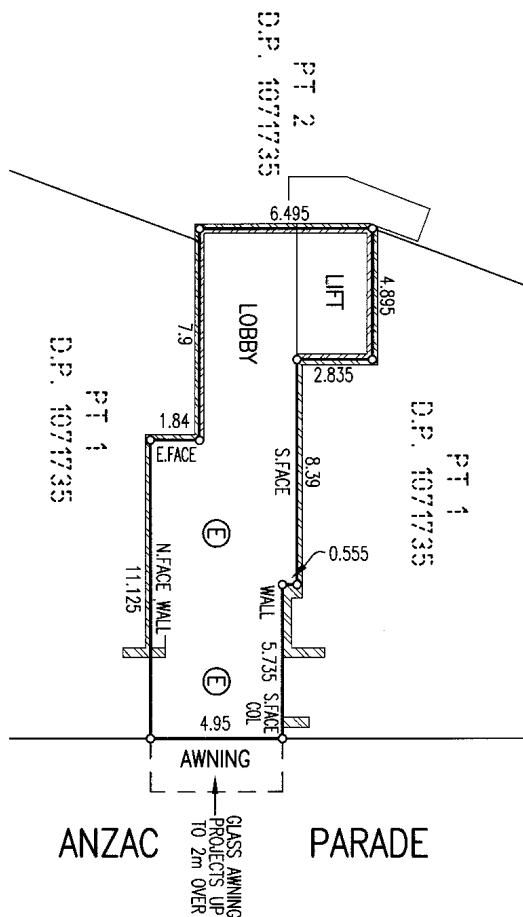 PT 2
D.P. 1071735
6.495
LIFT
4.895
LOBBY
7.9
2.835
PT 1
D.P. 1071735
PT 1
D.P. 1071735
1.84
E.FACE
S.FACE
8.39
0.555
E
N.FACE WALL
11.125
WALL
5.735
S.FACE
COL
E
4.95
AWNING
GLASS AWNING
PROJECTS UP
TO 2m OVER
ANZAC PARADE